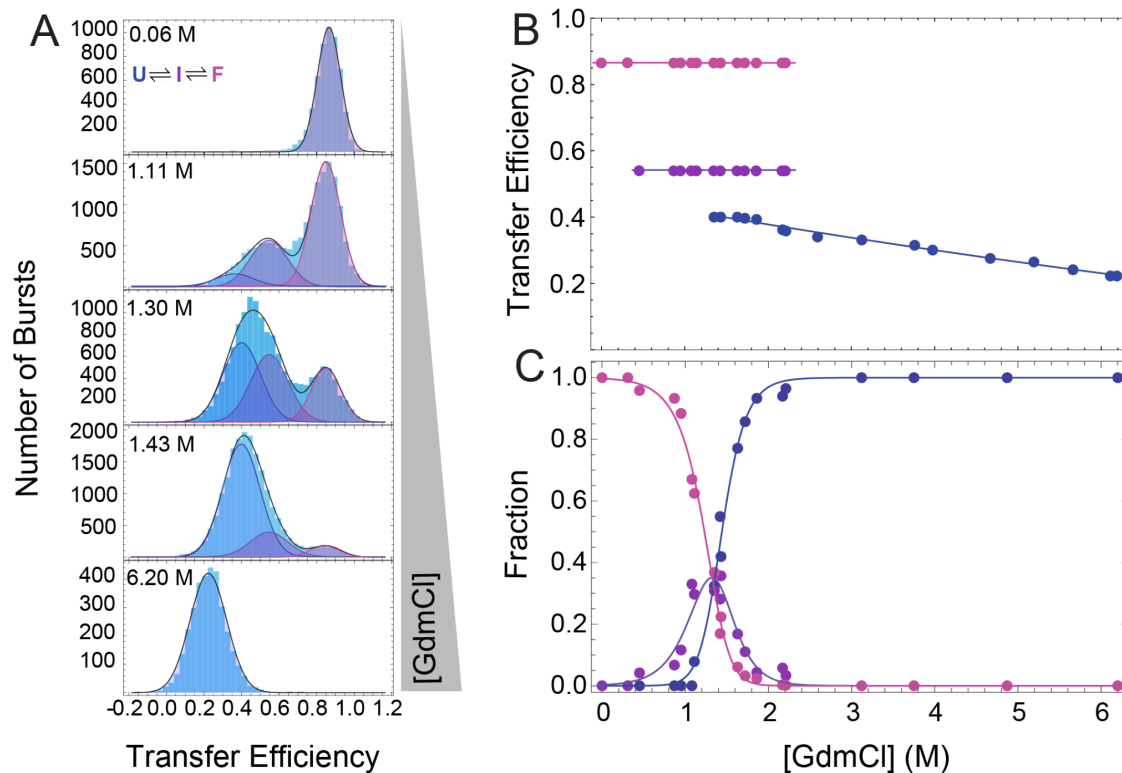 A
0.06 M
U ⇌ I ⇌ F
1000
800
600
400
200
1.11 M
1500
1000
500
1.30 M
1000
800
600
400
200
1.43 M
2000
1500
1000
500
6.20 M
400
300
200
100
-0.2 0.0 0.2 0.4 0.6 0.8 1.0 1.2
Transfer Efficiency
Number of Bursts
[GdmCl]
B
1.0
0.8
0.6
0.4
0.2
Transfer Efficiency
C
1.0
0.8
0.6
0.4
0.2
0.0
Fraction
0 1 2 3 4 5 6
[GdmCl] (M)